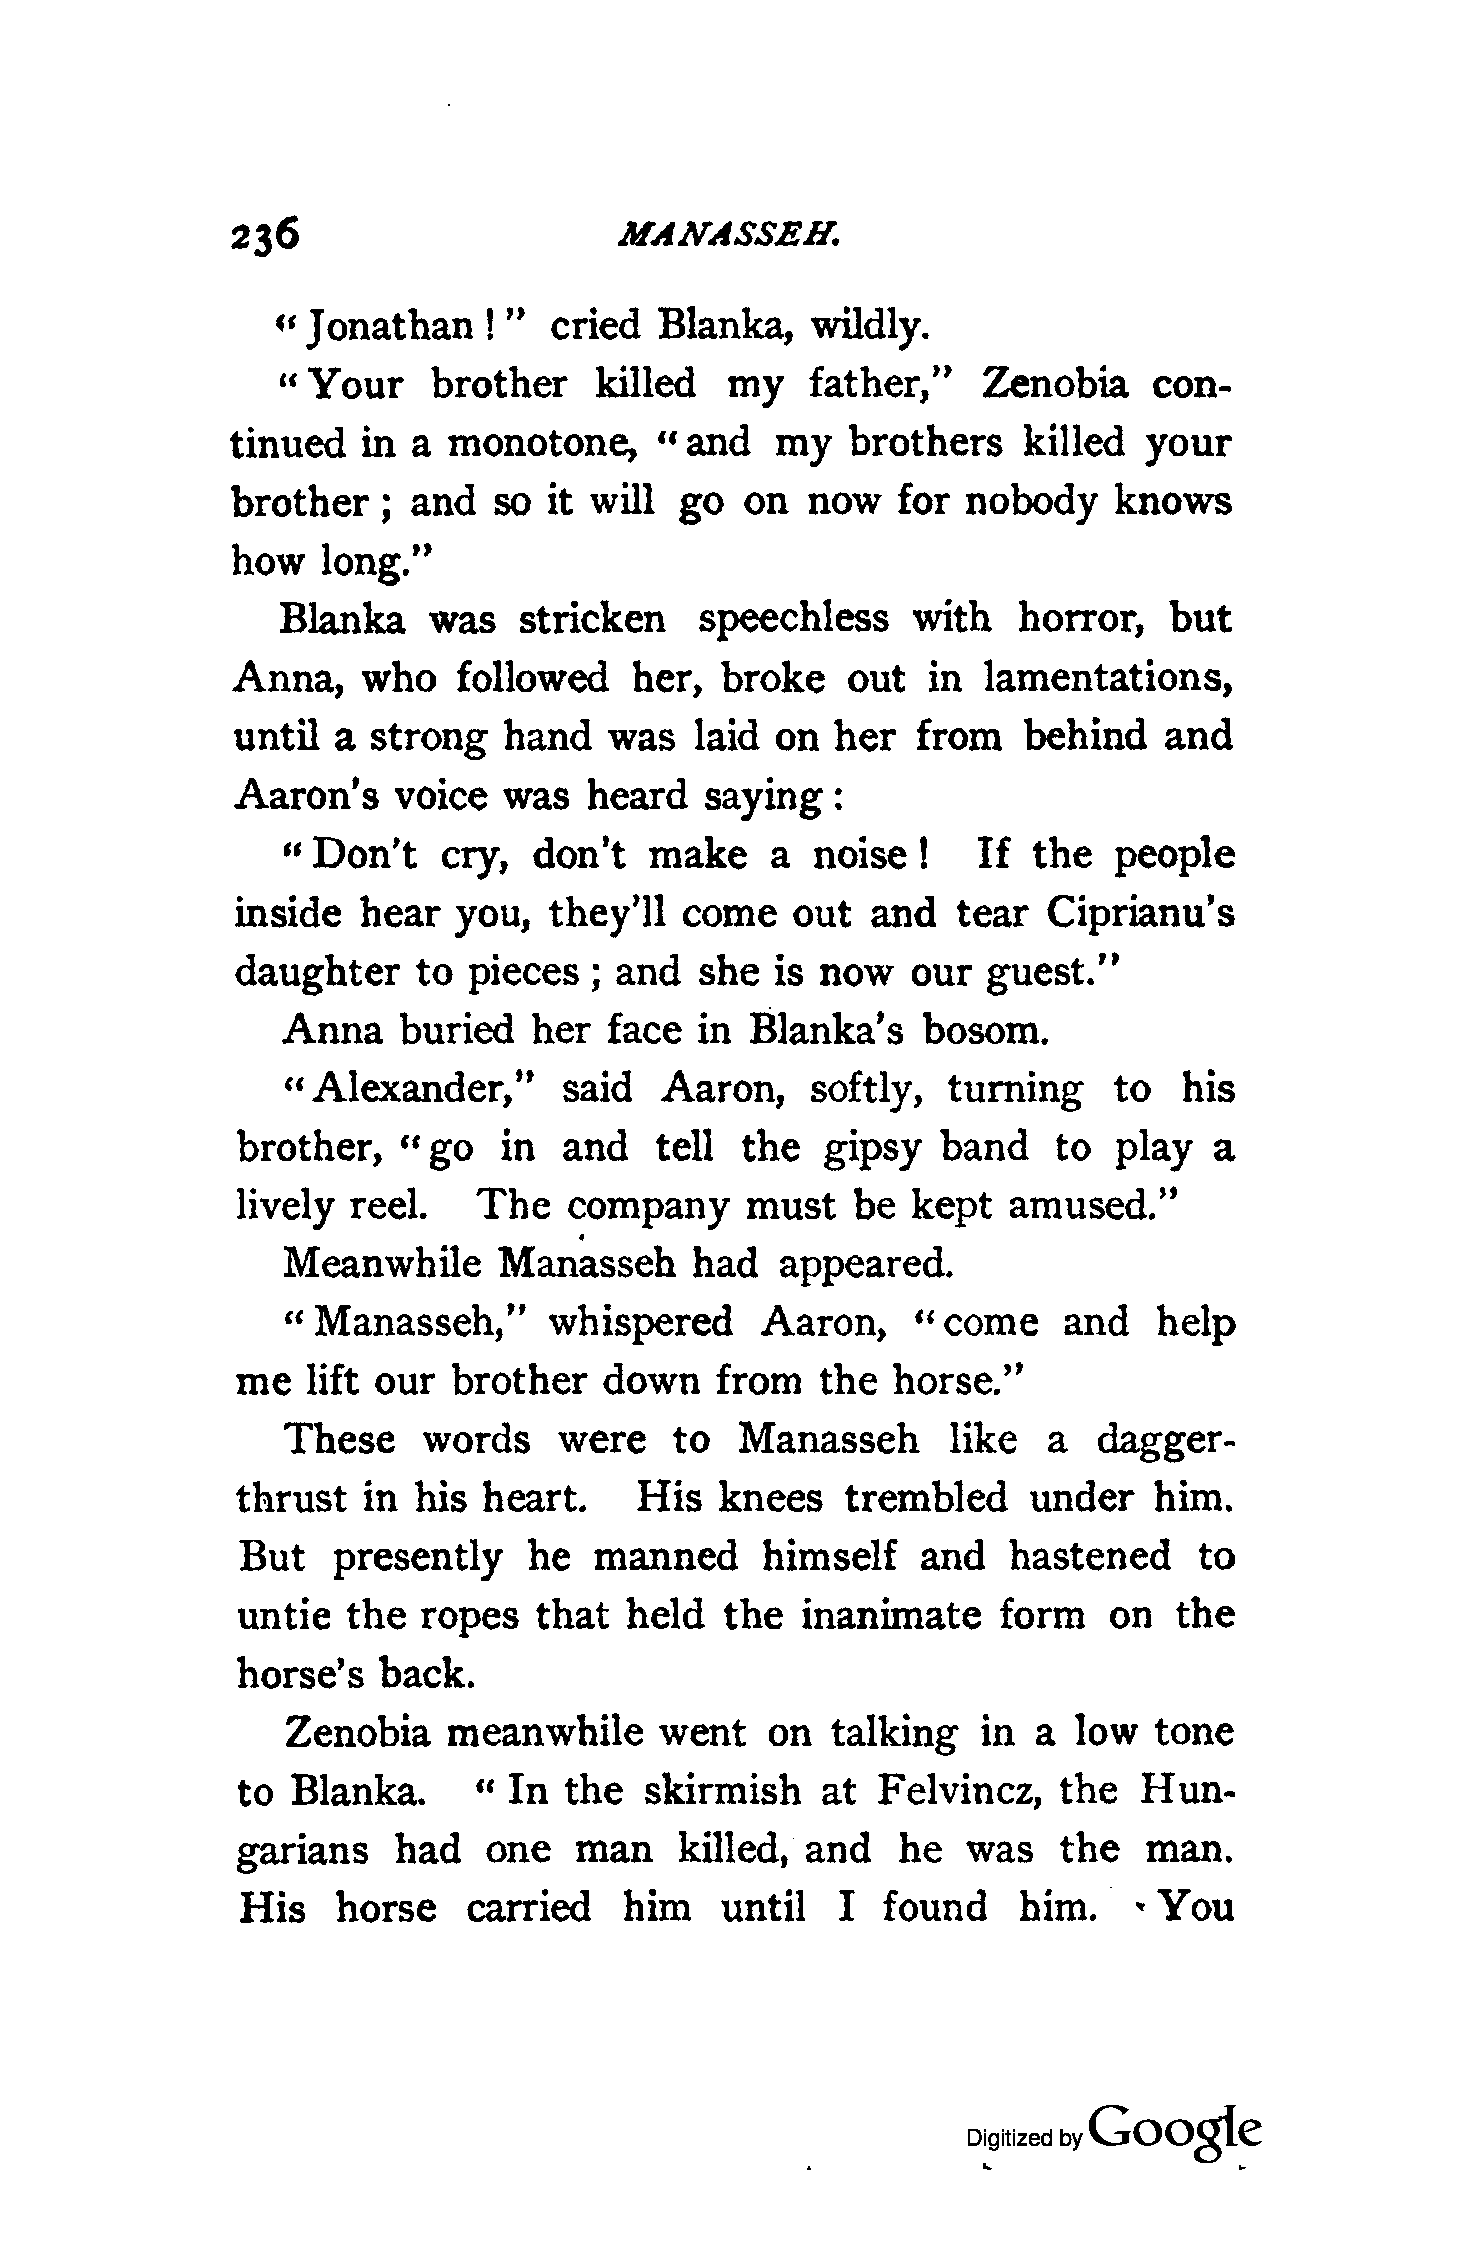 236 MANASSEH.
“Jonathan!” cried Blanka, wildly.
“Your brother killed my father,” Zenobia con-
tinued in a monotone, “and my brothers killed your
brother; and so it will go on now for nobody knows
how long.”
Blanka was stricken speechless with horror, but
Anna, who followed her, broke out in lamentations,
until a strong hand was laid on her from behind and
Aaron's voice was heard saying:
“Don't cry, don't make a noise! If the people
inside hear you, they'll come out and tear Ciprianu's
daughter to pieces; and she is now our guest.”
Anna buried her face in Blanka's bosom.
“Alexander,” said Aaron, softly, turning to his
brother, “go in and tell the gipsy band to play a
lively reel. The company must be kept amused.”
Meanwhile Manasseh had appeared.
“Manasseh,” whispered Aaron, “come and help
me lift our brother down from the horse.”
These words were to Manasseh like a dagger-
thrust in his heart. His knees trembled under him.
But presently he manned himself and hastened to
untie the ropes that held the inanimate form on the
horse's back.
Zenobia meanwhile went on talking in a low tone
to Blanka. “In the skirmish at Felvincz, the Hun-
garians had one man killed, and he was the man.
His horse carried him until I found him. You
Digitized by Google